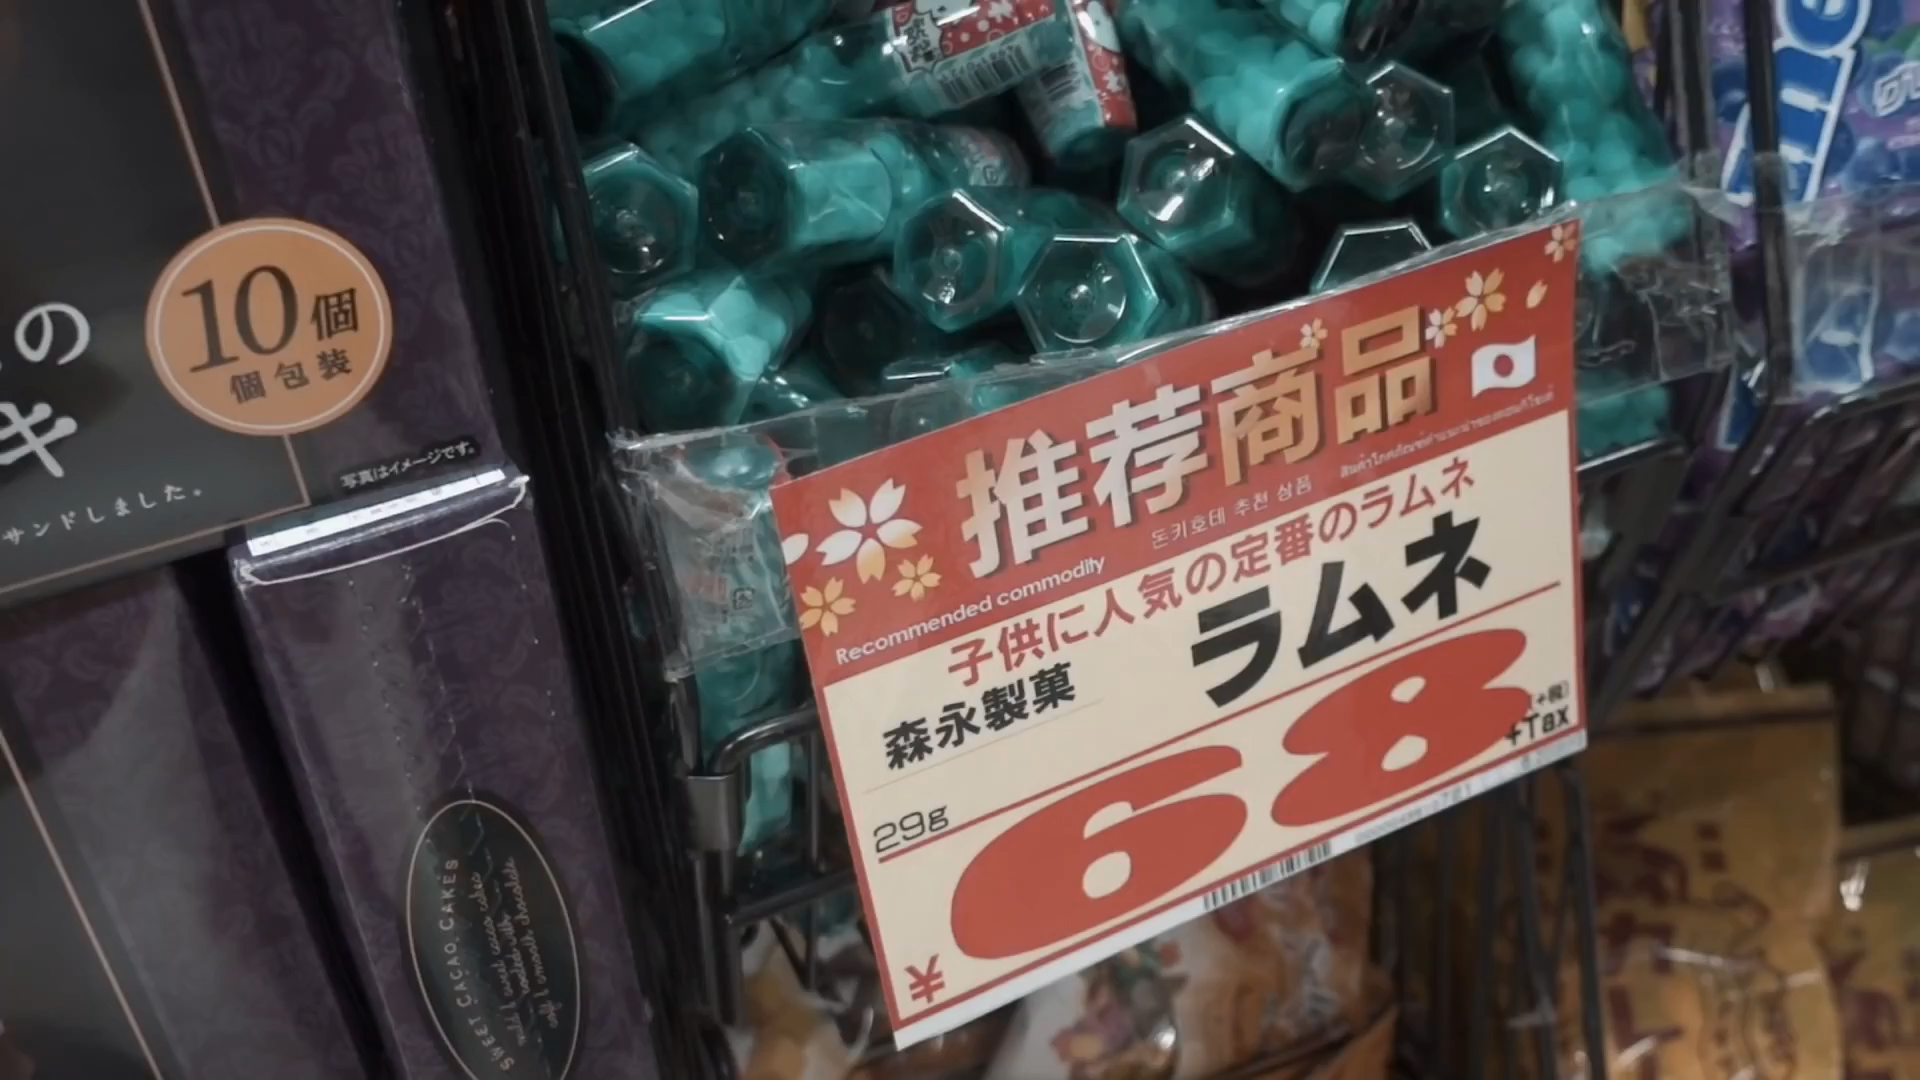 の
キ
サンドしました。
10個
個包装
写真はイメージです。
SWEET CACAO CAKES
推荐商品
Recommended commodity
돈키호테 추천 상품
子供に人気の定番のラムネ
森永製菓
ラムネ
29g
¥68
(+税)
+Tax